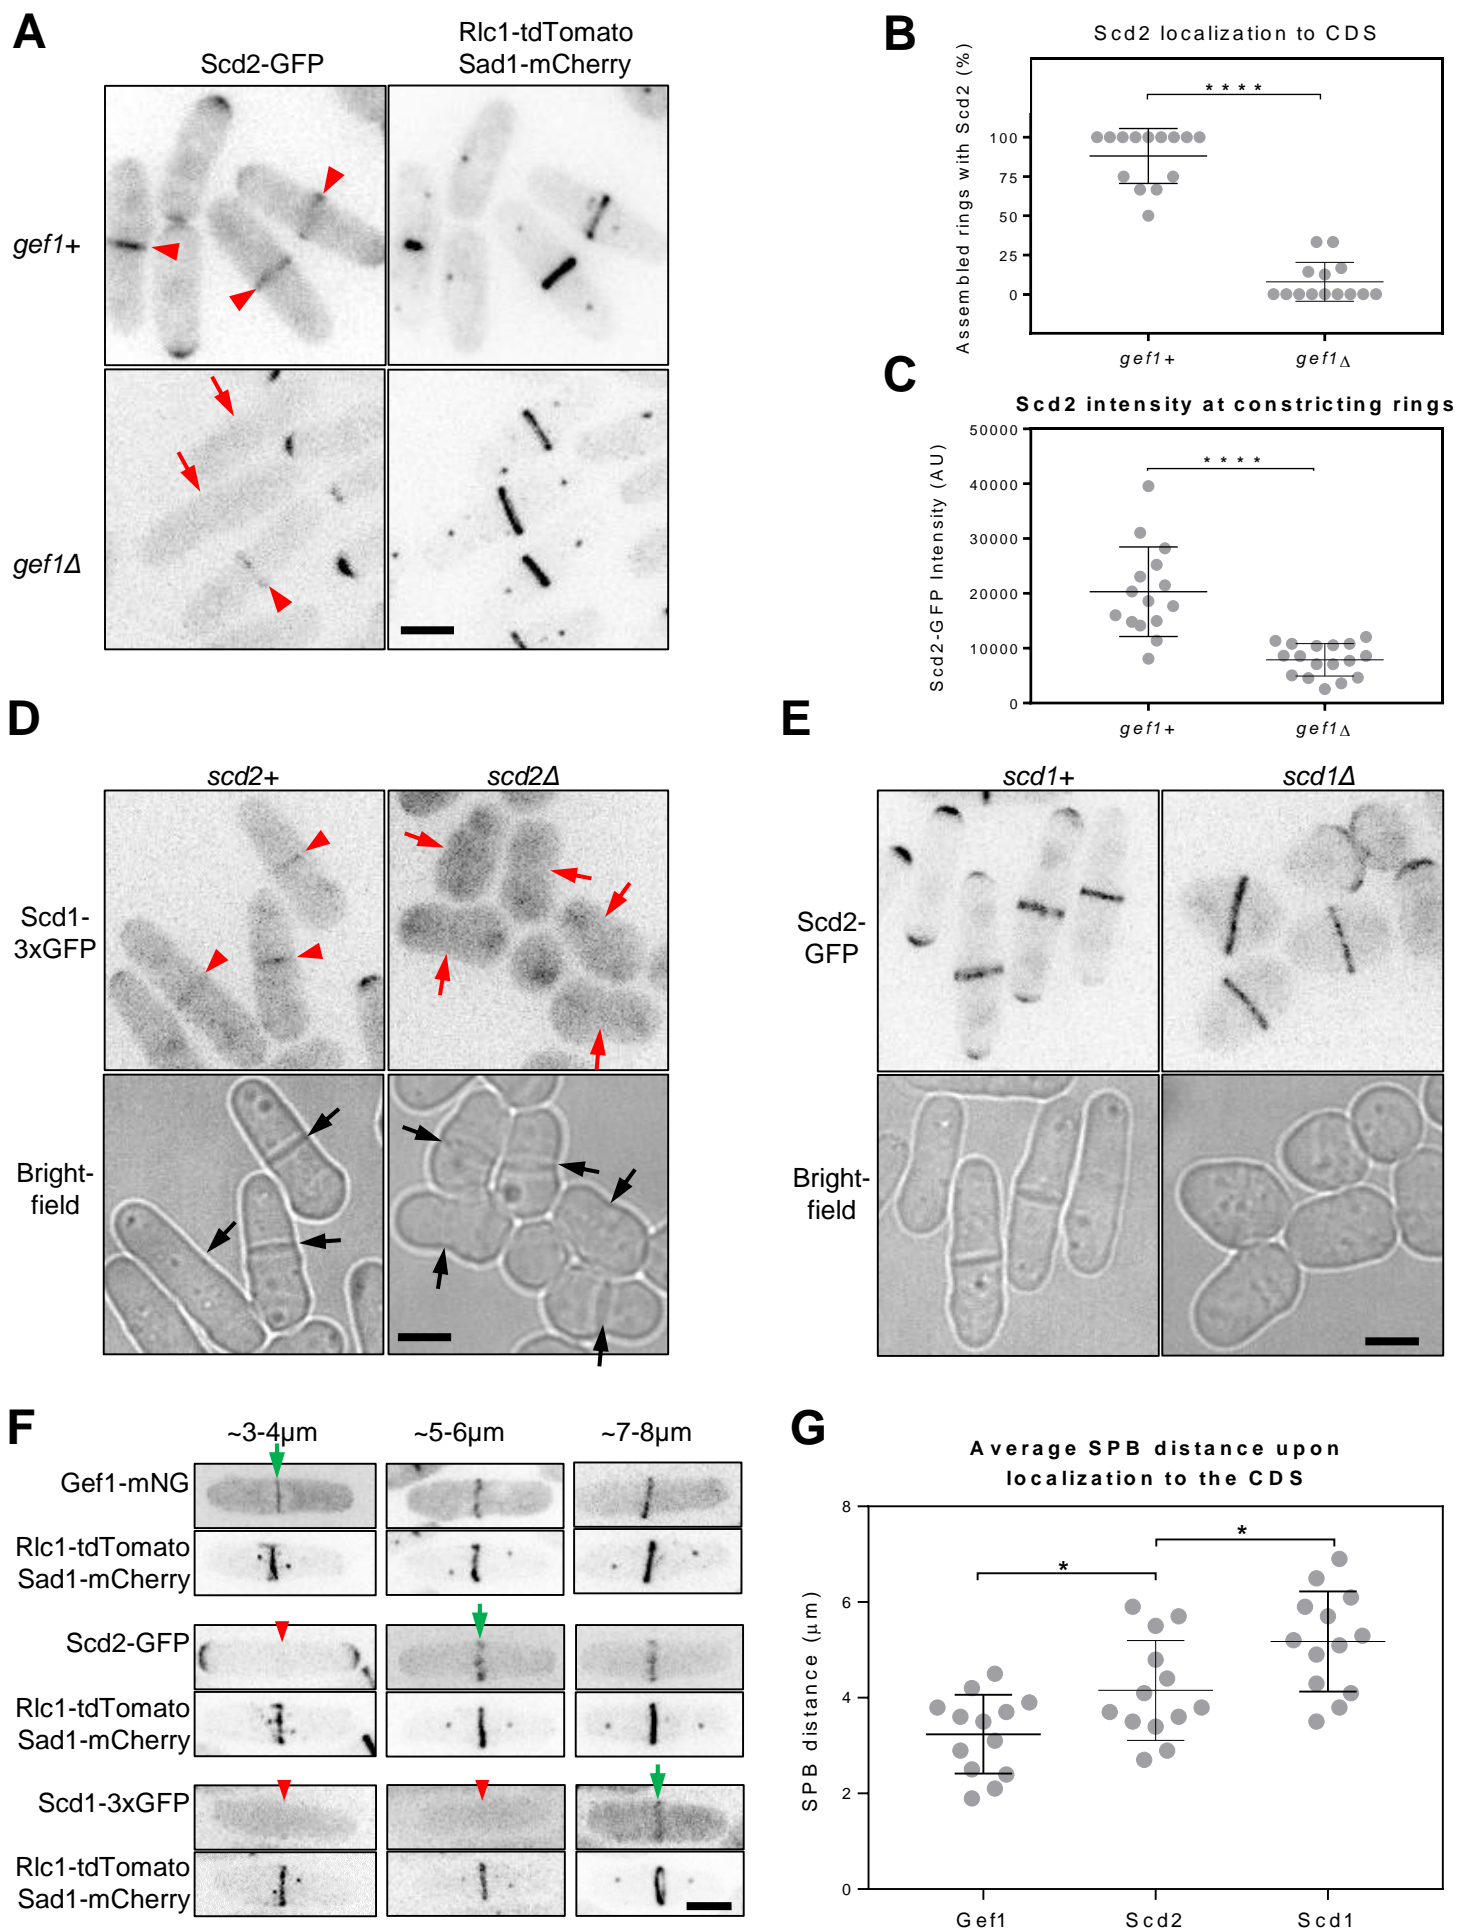 A
Scd2-GFP
Rlc1-tdTomato
Sad1-mCherry
gef1+
gef1Δ
B
Scd2 localization to CDS
Assembled rings with Scd2 (%)
100
75
50
25
0
****
gef1+
gef1Δ
C
Scd2 intensity at constricting rings
Scd2-GFP Intensity (AU)
50000
40000
30000
20000
10000
0
****
gef1+
gef1Δ
D
scd2+
scd2Δ
Scd1-
3xGFP
Bright-
field
E
scd1+
scd1Δ
Scd2-
GFP
Bright-
field
F
~3-4µm
~5-6µm
~7-8µm
Gef1-mNG
Rlc1-tdTomato
Sad1-mCherry
Scd2-GFP
Rlc1-tdTomato
Sad1-mCherry
Scd1-3xGFP
Rlc1-tdTomato
Sad1-mCherry
G
Average SPB distance upon
localization to the CDS
SPB distance (µm)
8
6
4
2
0
*
*
Gef1
Scd2
Scd1